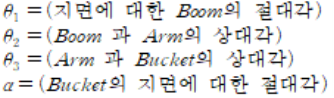 θ₁ = (지면에 대한 Boom의 절대각)
θ₂ = (Boom 과 Arm의 상대각)
θ₃ = (Arm 과 Bucket의 상대각)
α = (Bucket의 지면에 대한 절대각)